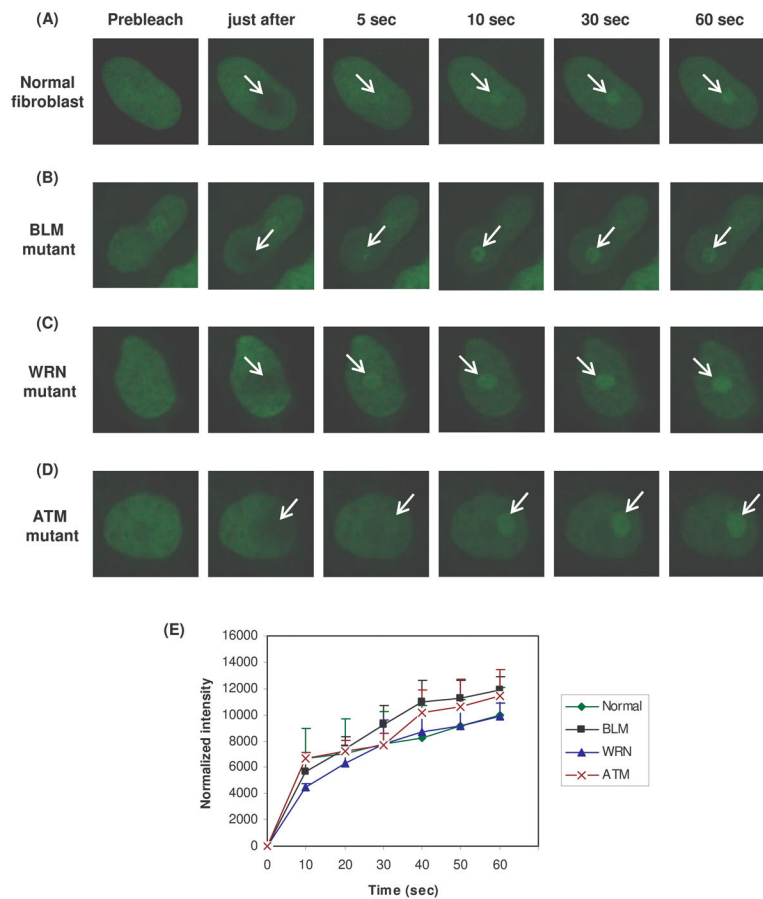 (A) Prebleach just after 5 sec 10 sec 30 sec 60 sec
Normal
fibroblast
(B)
BLM
mutant
(C)
WRN
mutant
(D)
ATM
mutant
(E)
16000
14000
12000
10000
8000
6000
4000
2000
0
Normalized intensity
0 10 20 30 40 50 60
Time (sec)
Normal
BLM
WRN
ATM